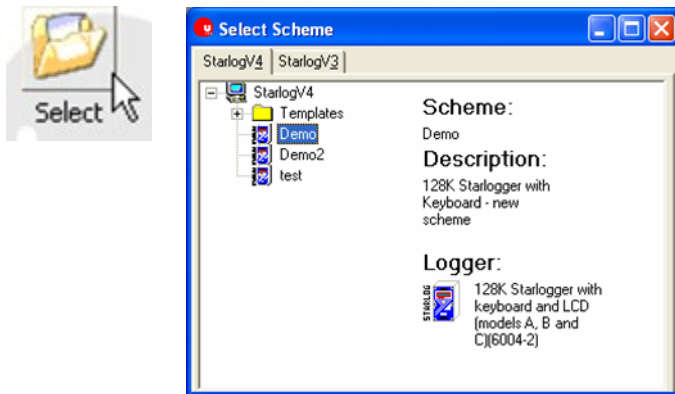 Select
Select Scheme
StarlogV4 StarlogV3
StarlogV4
Templates
Demo
Demo2
test
Scheme:
Demo
Description:
128K Starlogger with
Keyboard - new
scheme
Logger:
STARLOG
128K Starlogger with
keyboard and LCD
(models A, B and
C)(6004-2)